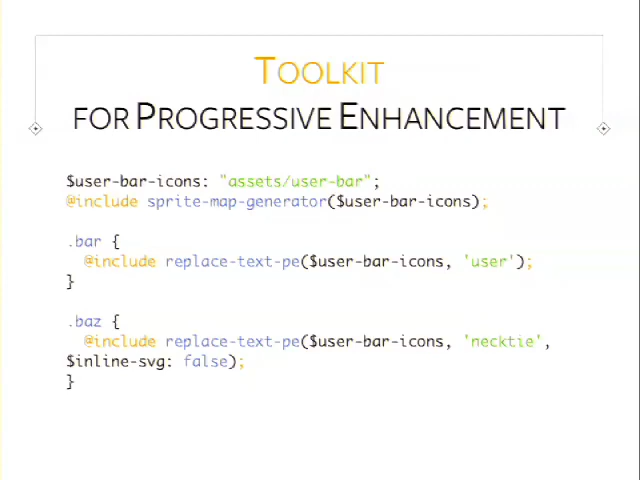 TOOLKIT
FOR PROGRESSIVE ENHANCEMENT
$user-bar-icons: "assets/user-bar";
@include sprite-map-generator($user-bar-icons);
.bar {
@include replace-text-pe($user-bar-icons, 'user');
}
.baz {
@include replace-text-pe($user-bar-icons, 'necktie',
$inline-svg: false);
}